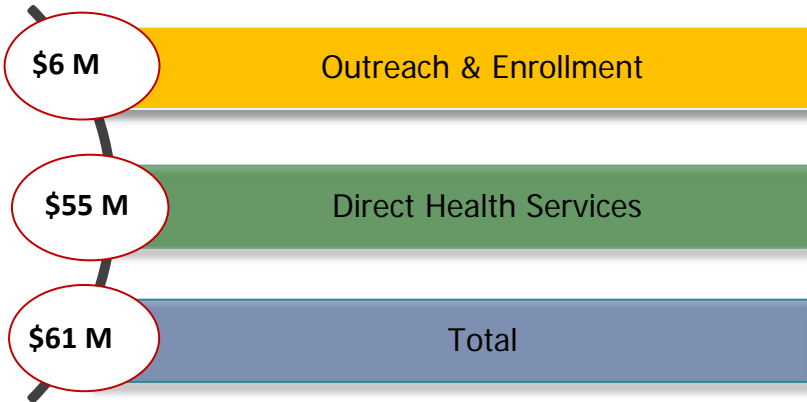 $6 M
Outreach & Enrollment
$55 M
Direct Health Services
$61 M
Total